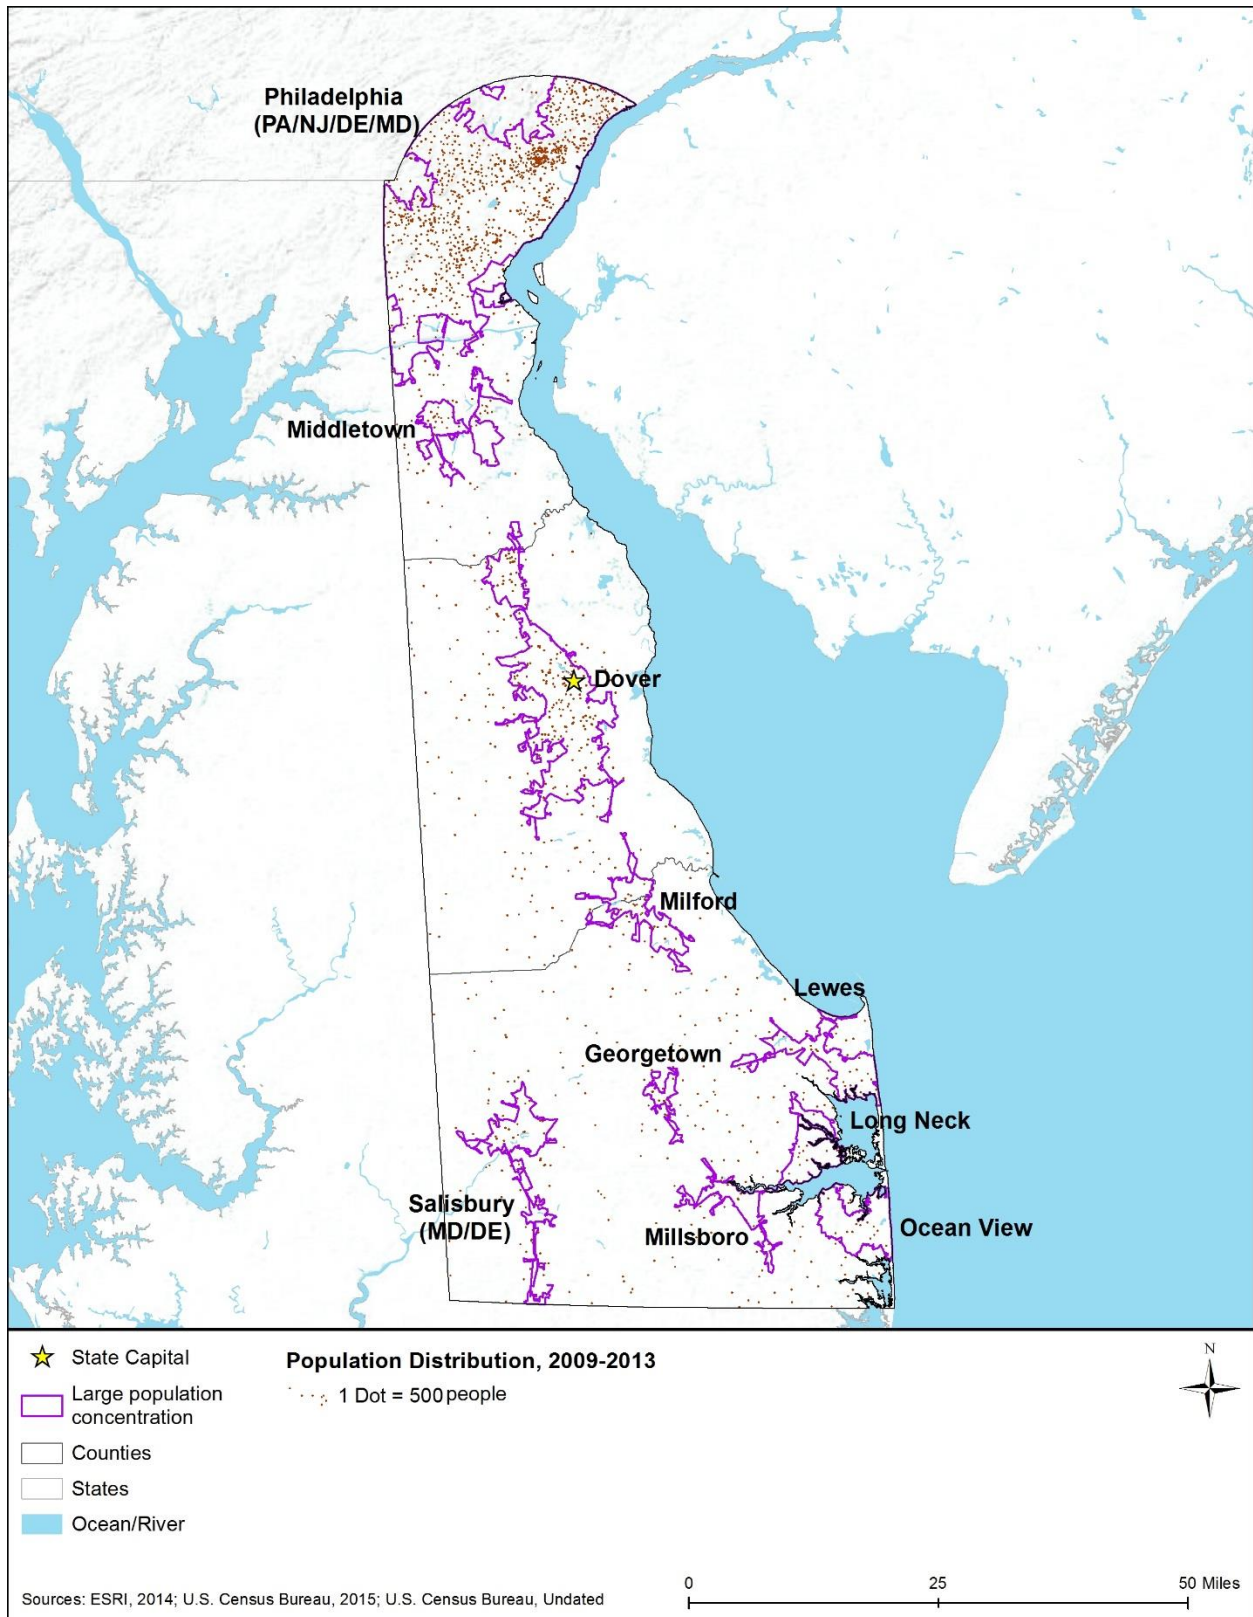 Philadelphia
(PA/NJ/DE/MD)
Middletown
Dover
Milford
Lewes
Georgetown
Long Neck
Salisbury
(MD/DE)
Millsboro
Ocean View
State Capital
Large population
concentration
Counties
States
Ocean/River
Population Distribution, 2009-2013
1 Dot = 500 people
N
0 25 50 Miles
Sources: ESRI, 2014; U.S. Census Bureau, 2015; U.S. Census Bureau, Undated